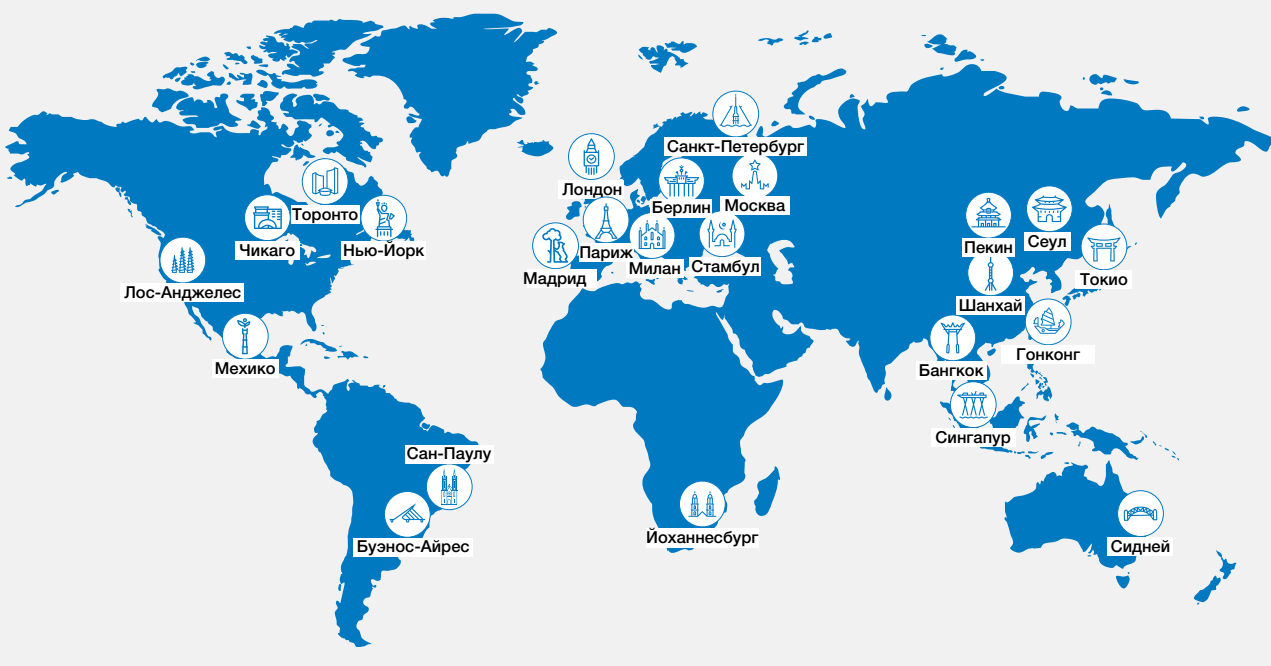 Санкт-Петербург
Лондон
Берлин
Москва
Торонто
Чикаго
Нью-Йорк
Париж
Милан
Стамбул
Мадрид
Лос-Анджелес
Пекин
Сеул
Токио
Шанхай
Гонконг
Мехико
Бангкок
Сингапур
Сан-Паулу
Буэнос-Айрес
Йоханнесбург
Сидней